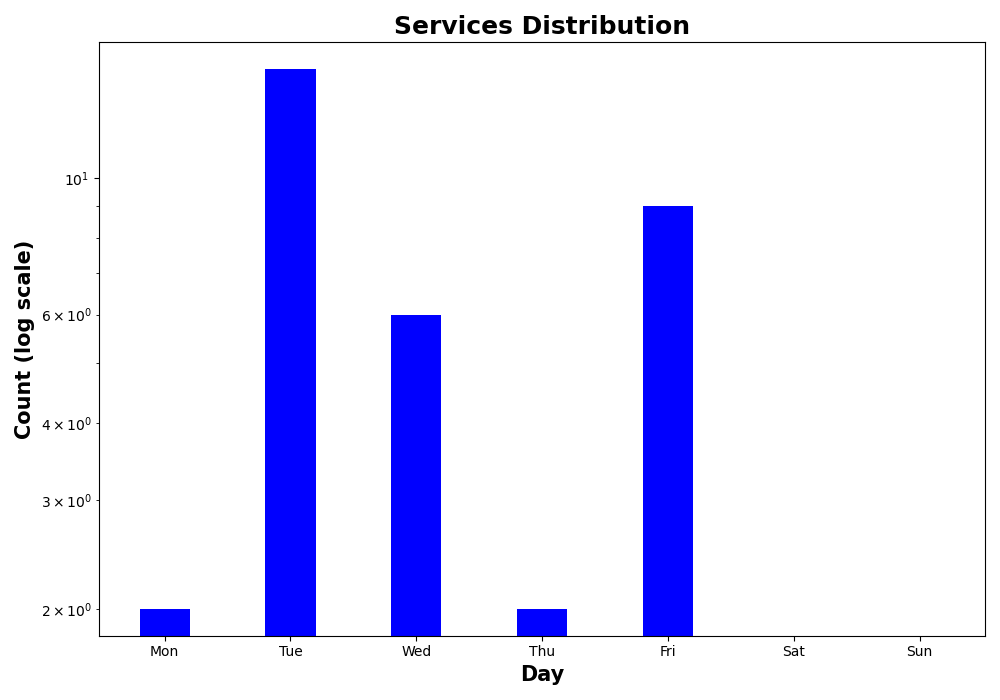 Services Distribution
Count (log scale)
10¹
6 × 10⁰
4 × 10⁰
3 × 10⁰
2 × 10⁰
Mon Tue Wed Thu Fri Sat Sun
Day